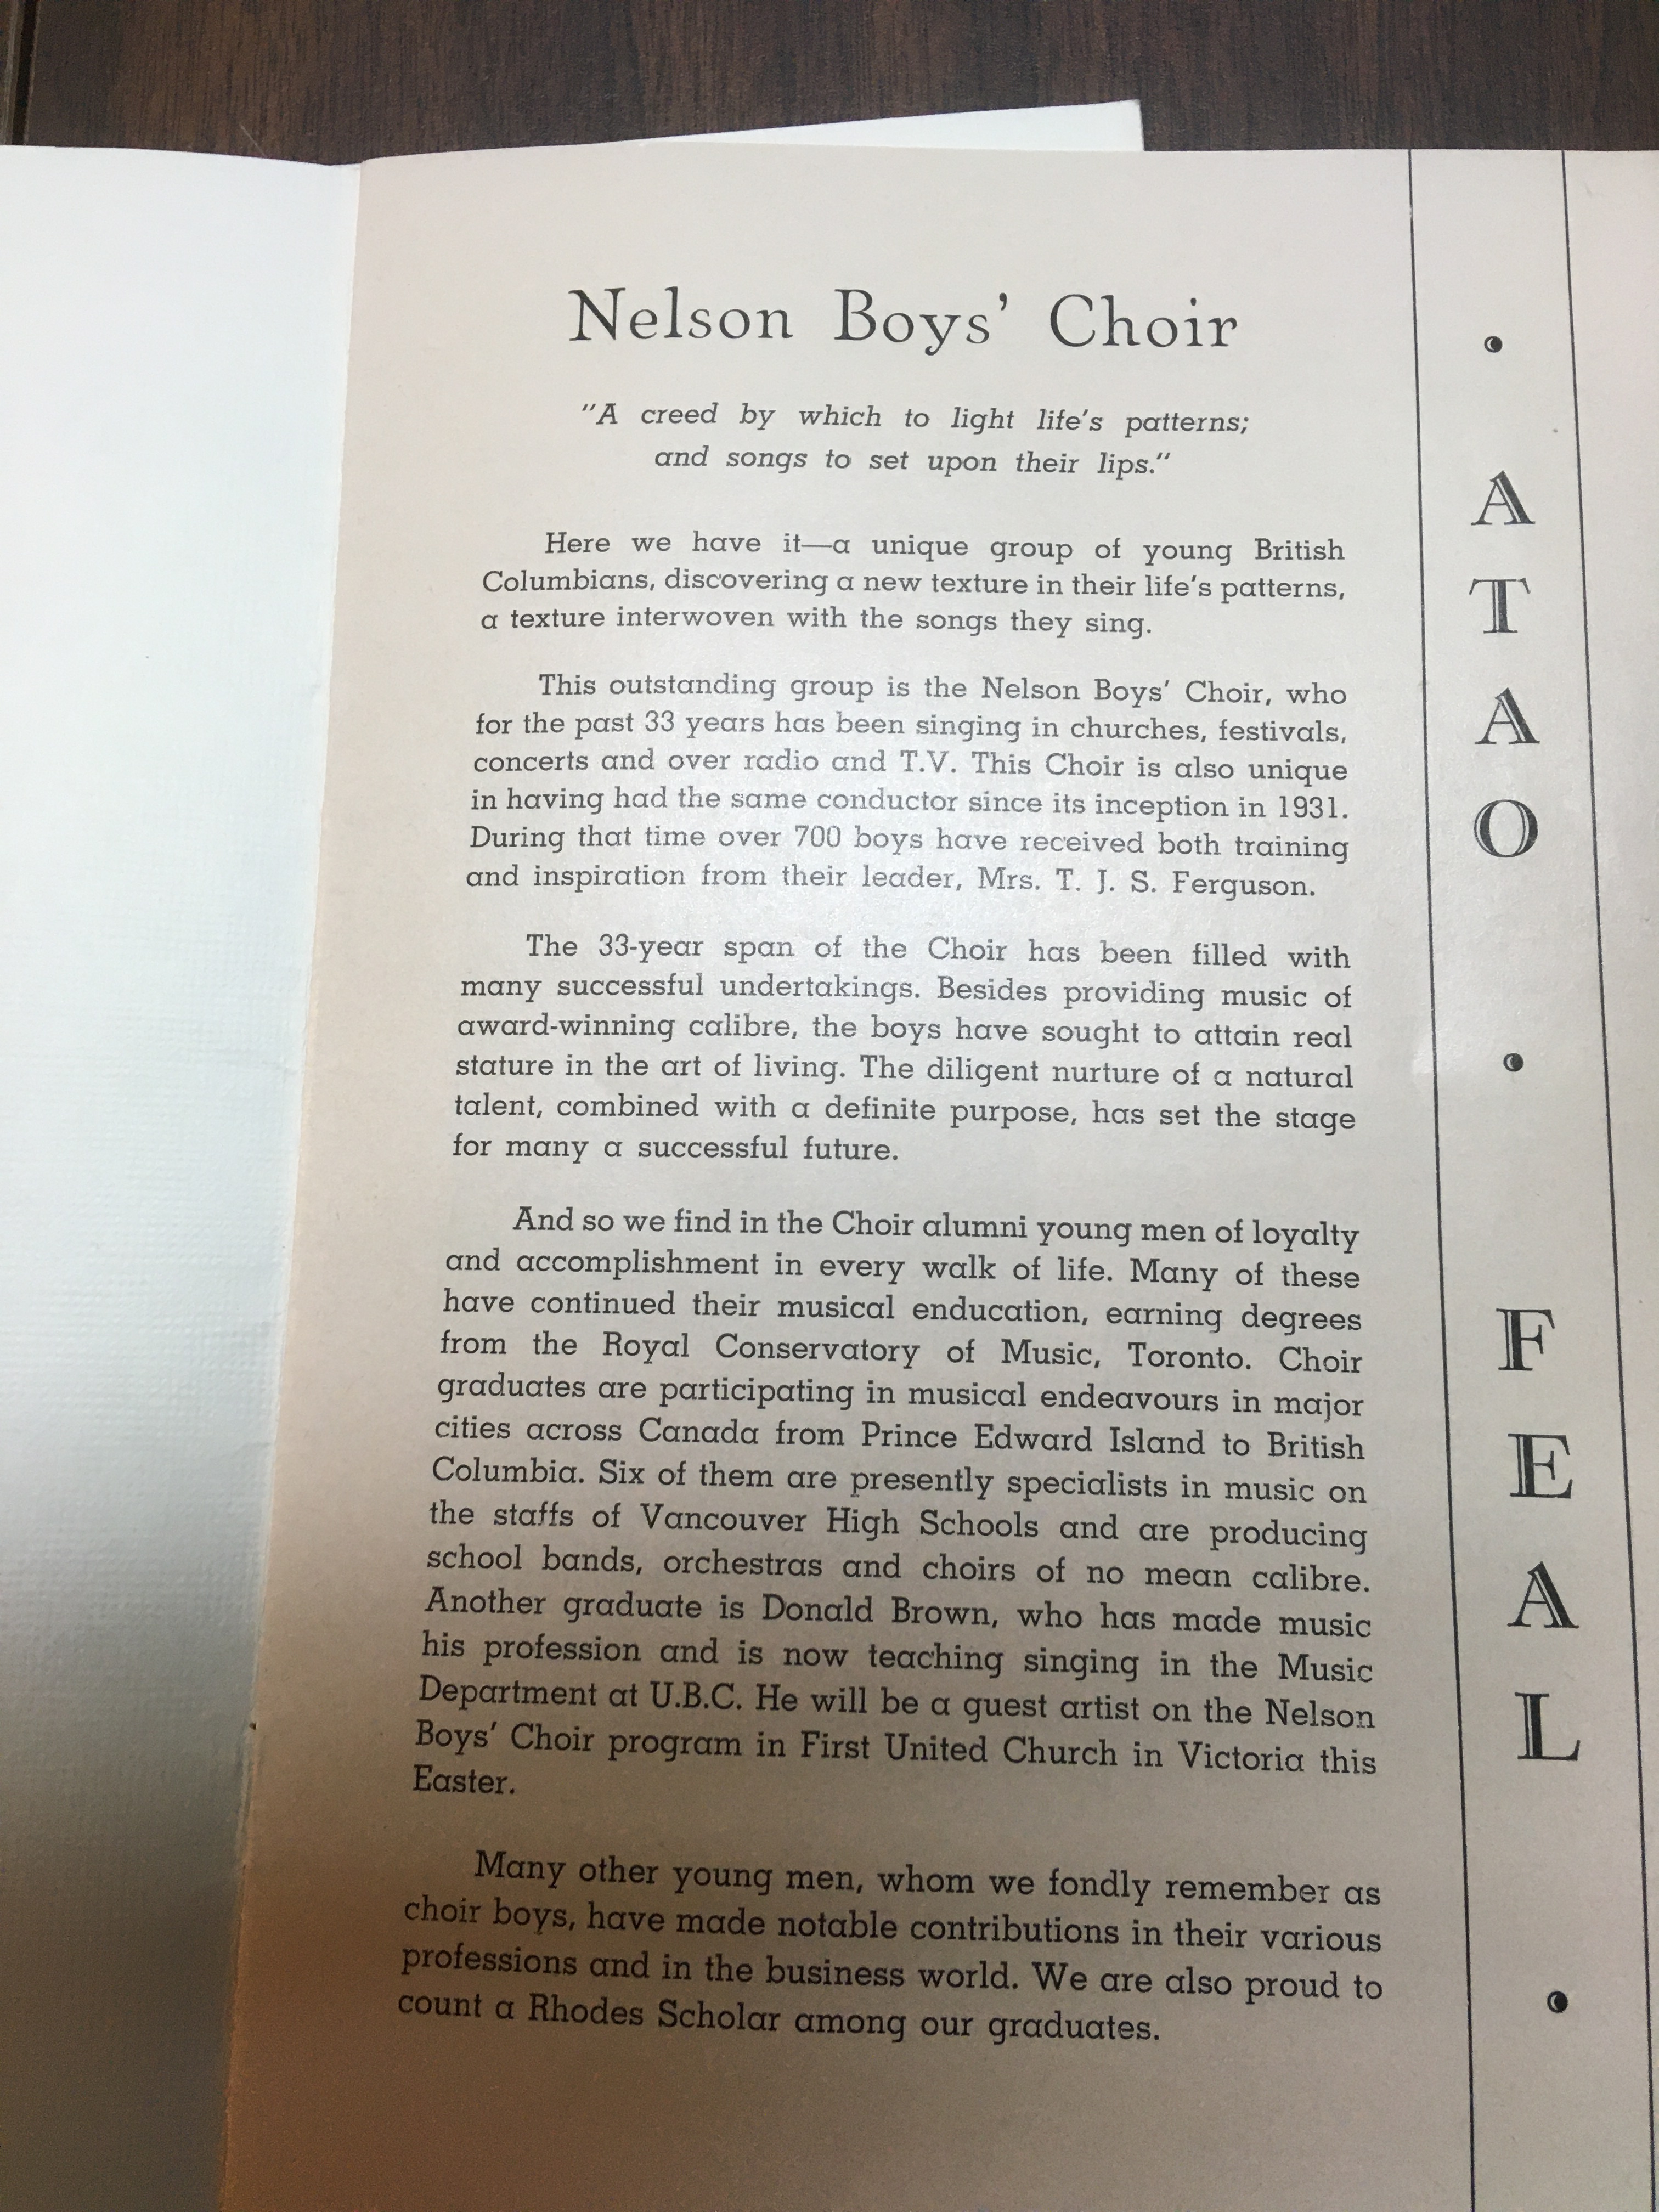 Nelson Boys' Choir
"A creed by which to light life's patterns;
and songs to set upon their lips."
Here we have it—a unique group of young British
Columbians, discovering a new texture in their life's patterns,
a texture interwoven with the songs they sing.
This outstanding group is the Nelson Boys' Choir, who
for the past 33 years has been singing in churches, festivals,
concerts and over radio and T.V. This Choir is also unique
in having had the same conductor since its inception in 1931.
During that time over 700 boys have received both training
and inspiration from their leader, Mrs. T. J. S. Ferguson.
The 33-year span of the Choir has been filled with
many successful undertakings. Besides providing music of
award-winning calibre, the boys have sought to attain real
stature in the art of living. The diligent nurture of a natural
talent, combined with a definite purpose, has set the stage
for many a successful future.
And so we find in the Choir alumni young men of loyalty
and accomplishment in every walk of life. Many of these
have continued their musical enducation, earning degrees
from the Royal Conservatory of Music, Toronto. Choir
graduates are participating in musical endeavours in major
cities across Canada from Prince Edward Island to British
Columbia. Six of them are presently specialists in music on
the staffs of Vancouver High Schools and are producing
school bands, orchestras and choirs of no mean calibre.
Another graduate is Donald Brown, who has made music
his profession and is now teaching singing in the Music
Department at U.B.C. He will be a guest artist on the Nelson
Boys' Choir program in First United Church in Victoria this
Easter.
Many other young men, whom we fondly remember as
choir boys, have made notable contributions in their various
professions and in the business world. We are also proud to
count a Rhodes Scholar among our graduates.
A
T
A
O
F
E
A
L